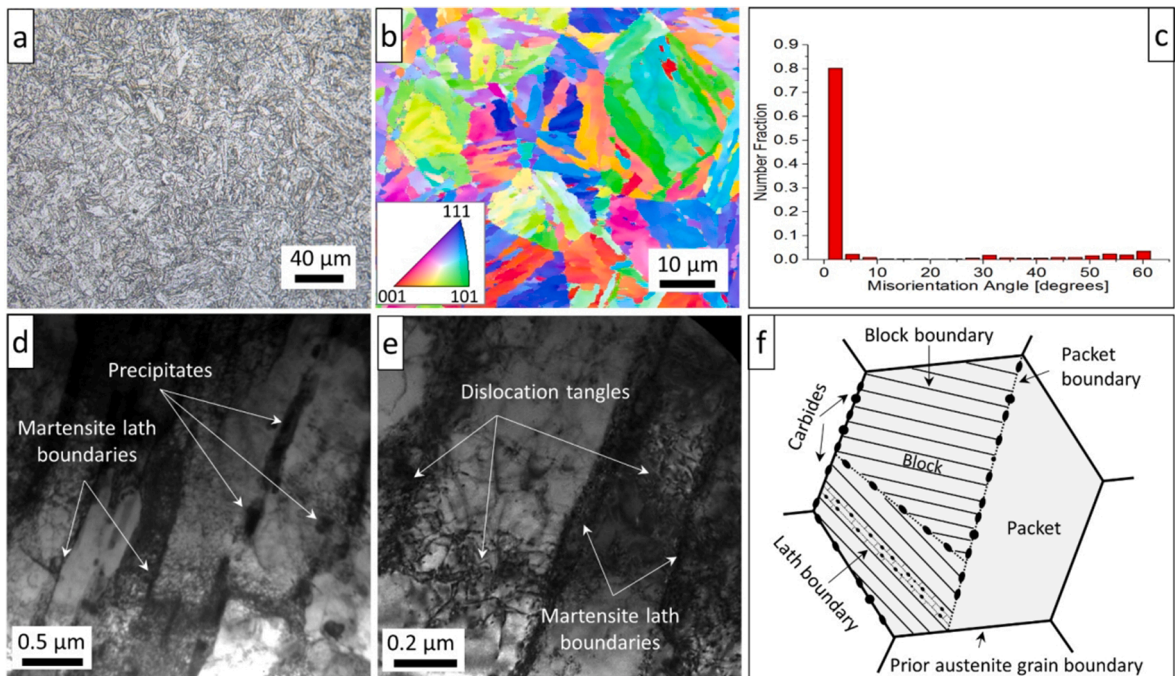 a
40 µm
b
111
001
101
10 µm
c
Number Fraction
0.9
0.8
0.7
0.6
0.5
0.4
0.3
0.2
0.1
0.0
0 10 20 30 40 50 60
Misorientation Angle [degrees]
d
Precipitates
Martensite lath
boundaries
0.5 µm
e
Dislocation tangles
Martensite lath
boundaries
0.2 µm
f
Block boundary
Packet
boundary
Carbides
Block
Packet
Lath boundary
Prior austenite grain boundary